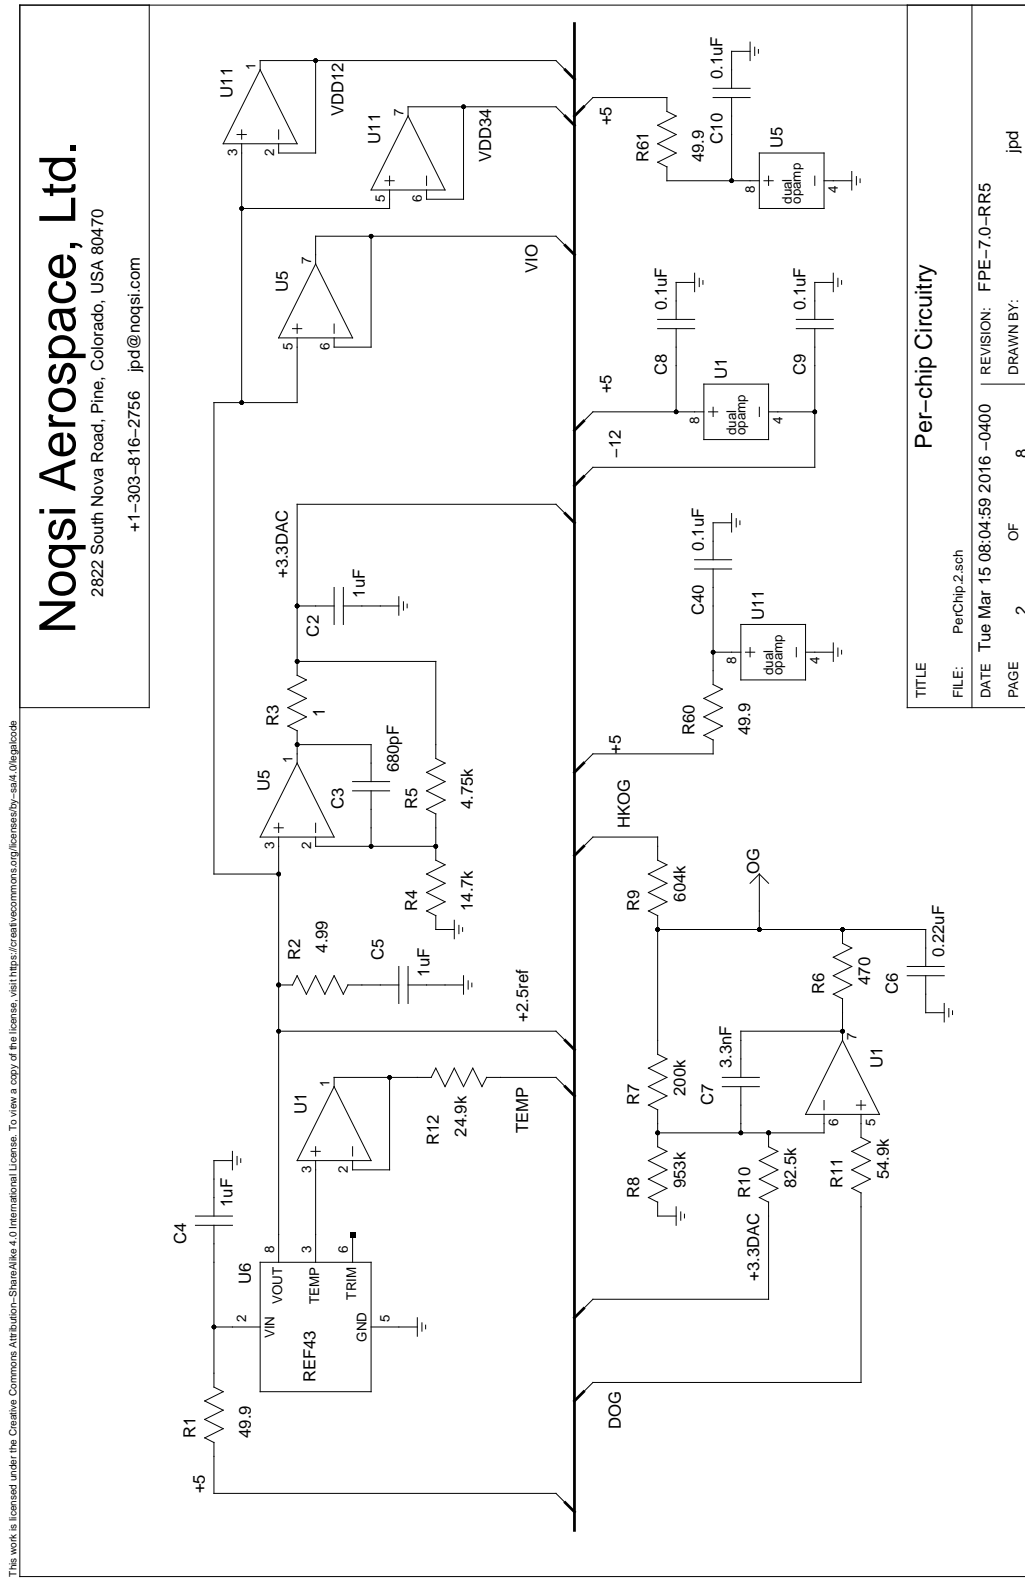 This work is licensed under the Creative Commons Attribution-ShareAlike 4.0 International License. To view a copy of the license, visit https://creativecommons.org/licenses/by-sa/4.0/legalcode
Noqsi Aerospace, Ltd.
2822 South Nova Road, Pine, Colorado, USA 80470
+1-303-816-2756 jpd@noqsi.com
+5
R1
49.9
C4
1uF
U6
REF43
VIN
2
VOUT
8
TEMP
3
TRIM
6
GND
5
U1
3
2
1
R12
24.9k
TEMP
+2.5ref
R2
4.99
C5
1uF
U5
3
2
1
C3
680pF
R3
1
R4
14.7k
R5
4.75k
C2
1uF
+3.3DAC
U5
5
6
7
VIO
U11
5
6
7
VDD34
U11
3
2
1
VDD12
DOG
+3.3DAC
R8
953k
R10
82.5k
R11
54.9k
R7
200k
C7
3.3nF
U1
6
5
7
R6
470
C6
0.22uF
OG
R9
604k
HKOG
+5
R60
49.9
C40
0.1uF
U11
8
+
dual
opamp
−
4
−12
+5
C8
0.1uF
U1
8
+
dual
opamp
−
4
C9
0.1uF
+5
R61
49.9
C10
0.1uF
U5
8
+
dual
opamp
−
4
TITLE
Per-chip Circuitry
FILE: PerChip.2.sch
REVISION: FPE-7.0-RR5
DATE Tue Mar 15 08:04:59 2016 -0400
PAGE 2 OF 8
DRAWN BY: jpd